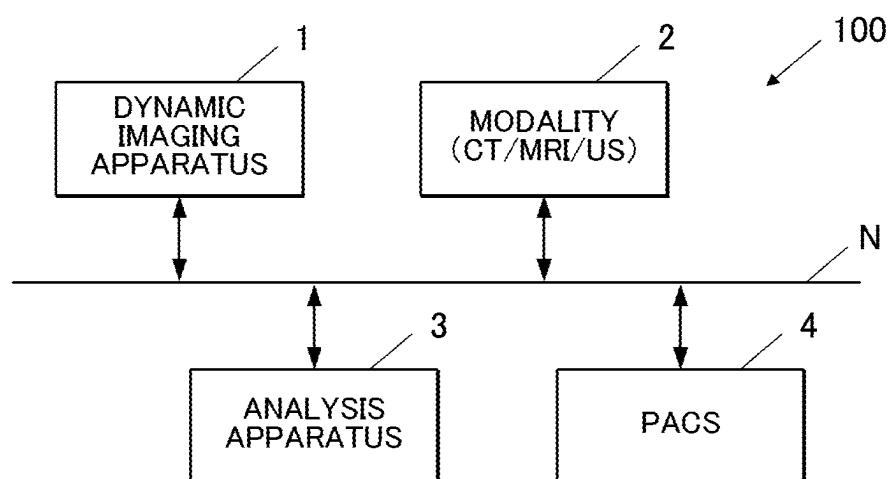 1
2
100
DYNAMIC
IMAGING
APPARATUS
MODALITY
(CT/MRI/US)
N
3
4
ANALYSIS
APPARATUS
PACS